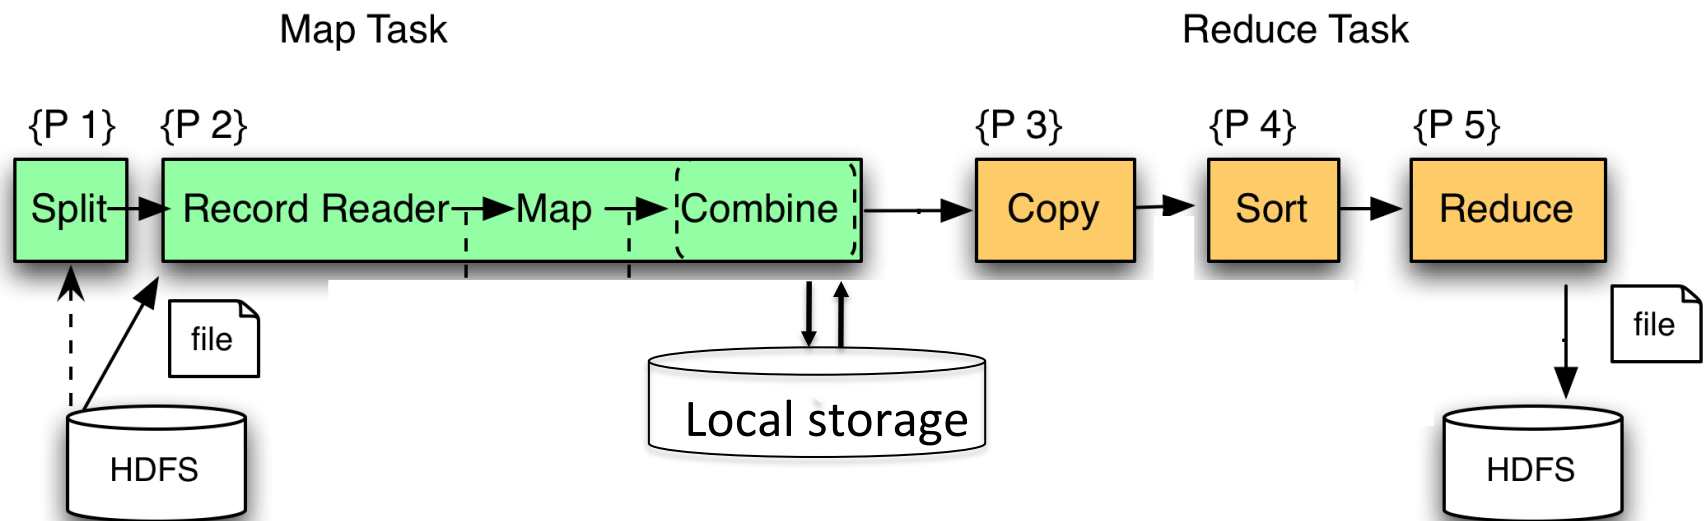 Map Task
Reduce Task
{P 1}
{P 2}
{P 3}
{P 4}
{P 5}
Split
Record Reader
Map
Combine
Copy
Sort
Reduce
file
file
Local storage
HDFS
HDFS